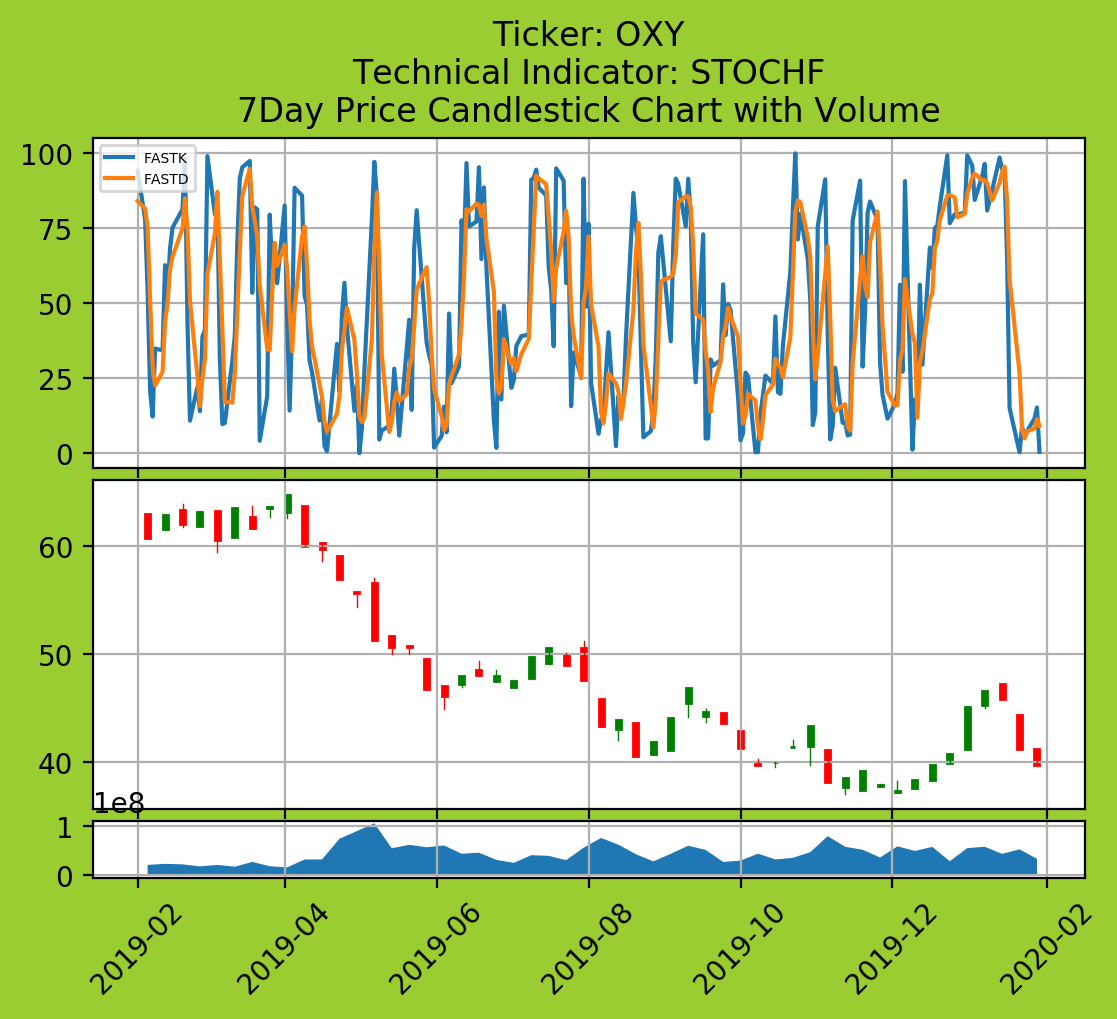 Ticker: OXY
Technical Indicator: STOCHF
7Day Price Candlestick Chart with Volume
100
FASTK
FASTD
75
50
25
0
60
50
40
1e8
1
0
2019-02
2019-04
2019-06
2019-08
2019-10
2019-12
2020-02